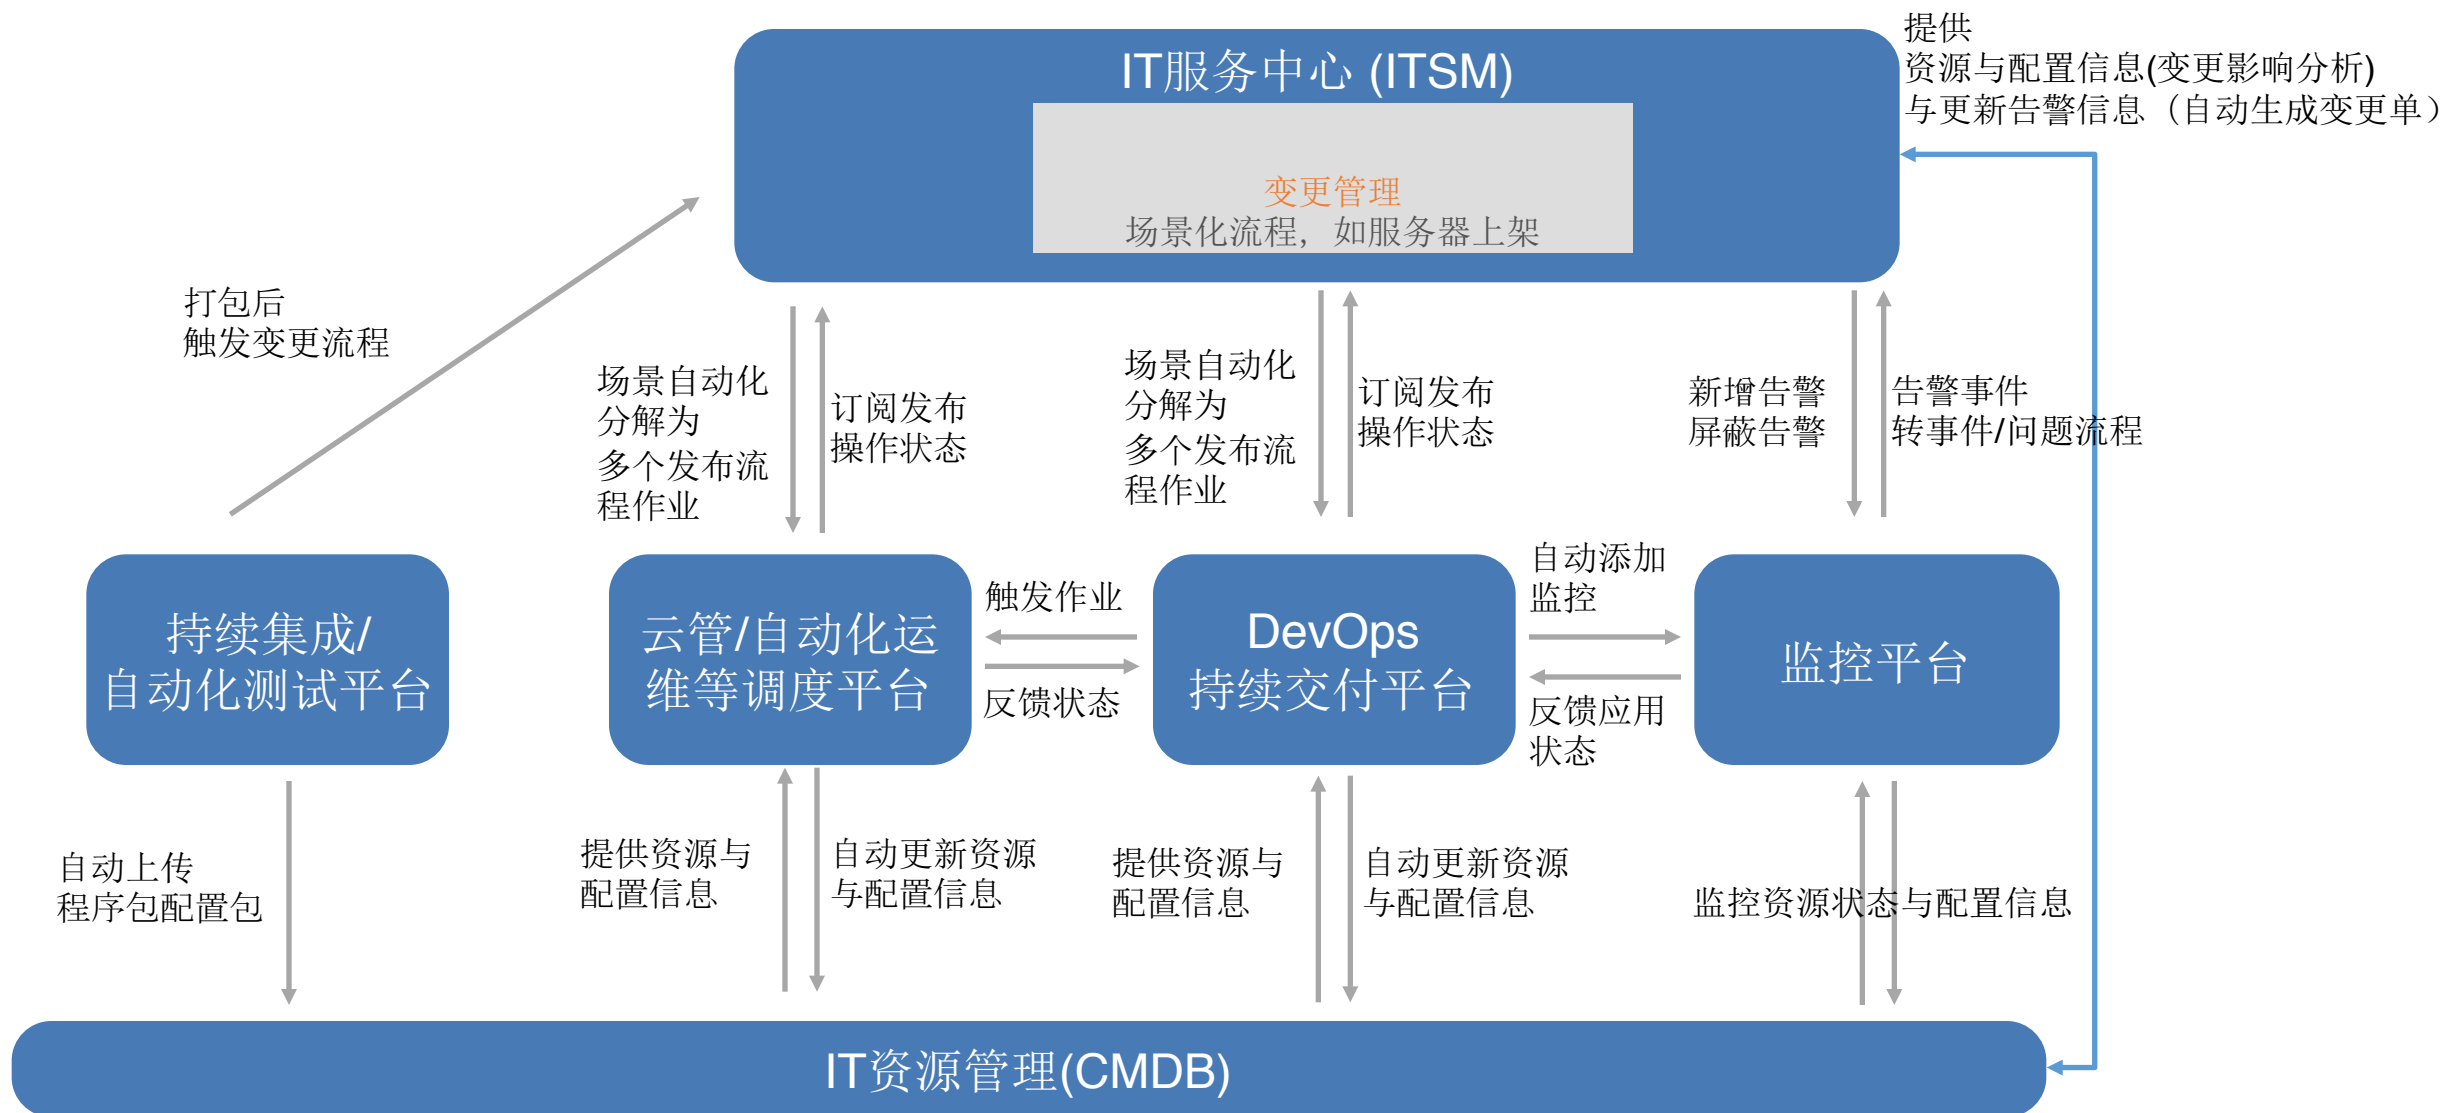 提供
资源与配置信息(变更影响分析)
与更新告警信息（自动生成变更单）
IT服务中心 (ITSM)
变更管理
场景化流程，如服务器上架
打包后
触发变更流程
场景自动化
分解为
多个发布流
程作业
订阅发布
操作状态
场景自动化
分解为
多个发布流
程作业
订阅发布
操作状态
新增告警
屏蔽告警
告警事件
转事件/问题流程
持续集成/
自动化测试平台
云管/自动化运
维等调度平台
触发作业
反馈状态
DevOps
持续交付平台
自动添加
监控
反馈应用
状态
监控平台
自动上传
程序包配置包
提供资源与
配置信息
自动更新资源
与配置信息
提供资源与
配置信息
自动更新资源
与配置信息
监控资源状态与配置信息
IT资源管理(CMDB)